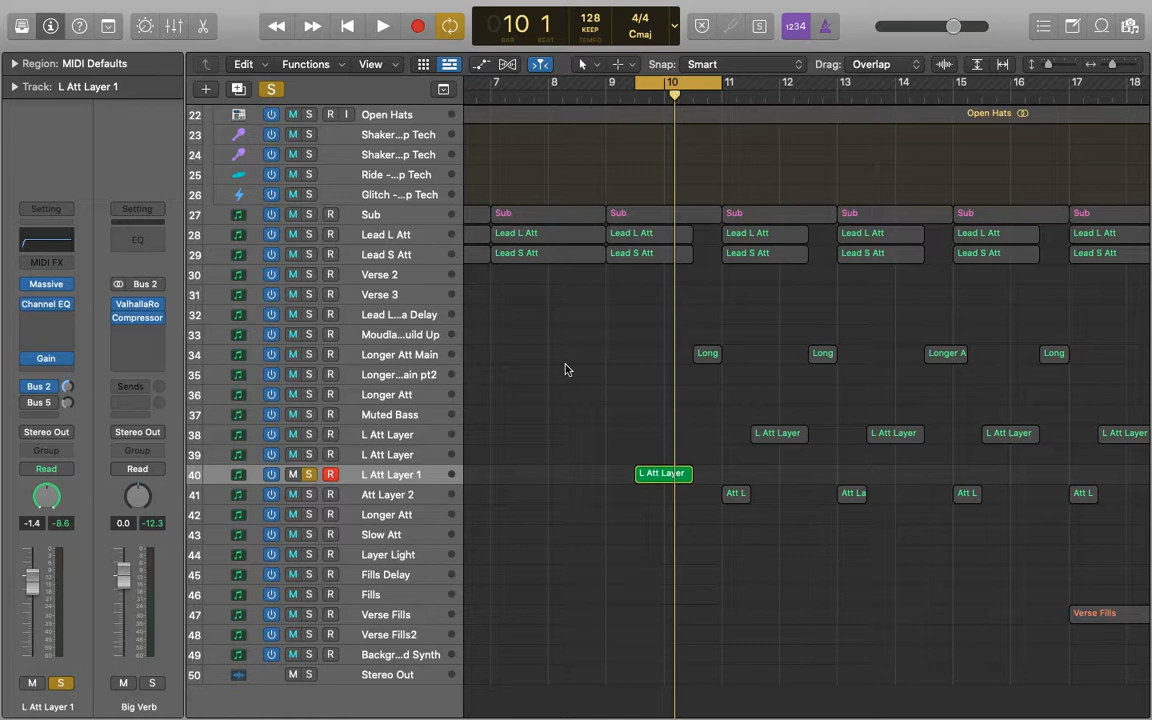 10 1
BAR BEAT
128
KEEP
TEMPO
4/4
Cmaj
1234
Region: MIDI Defaults
Edit Functions View Snap: Smart Drag: Overlap
Track: L Att Layer 1
S
7 8 9 10 11 12 13 14 15 16 17 18
22 M S R I Open Hats Open Hats
23 M S Shaker...p Tech
24 M S Shaker...p Tech
25 M S Ride -...p Tech
26 M S Glitch -...p Tech
27 M S R Sub Sub Sub Sub Sub Sub Sub
28 M S R Lead L Att Lead L Att Lead L Att Lead L Att Lead L Att Lead L Att Lead L Att
29 M S R Lead S Att Lead S Att Lead S Att Lead S Att Lead S Att Lead S Att Lead S Att
30 M S R Verse 2
31 M S R Verse 3
32 M S R Lead L...a Delay
33 M S R Moudla...uild Up
34 M S R Longer Att Main Long Long Longer A Long
35 M S R Longer...ain pt2
36 M S R Longer Att
37 M S R Muted Bass
38 M S R L Att Layer L Att Layer L Att Layer L Att Layer L Att Layer
39 M S R L Att Layer
40 M S R L Att Layer 1 L Att Layer
41 M S R Att Layer 2 Att L Att La Att L Att L
42 M S R Longer Att
43 M S R Slow Att
44 M S R Layer Light
45 M S R Fills Delay
46 M S R Fills
47 M S R Verse Fills Verse Fills
48 M S R Verse Fills2
49 M S R Backgr...d Synth
50 M S Stereo Out
Setting Setting
EQ
MIDI FX
Massive Bus 2
Channel EQ ValhallaRo
Compressor
Gain
Bus 2 Sends
Bus 5
Stereo Out Stereo Out
Group Group
Read Read
-1.4 -8.6 0.0 -12.3
M S M S
L Att Layer 1 Big Verb